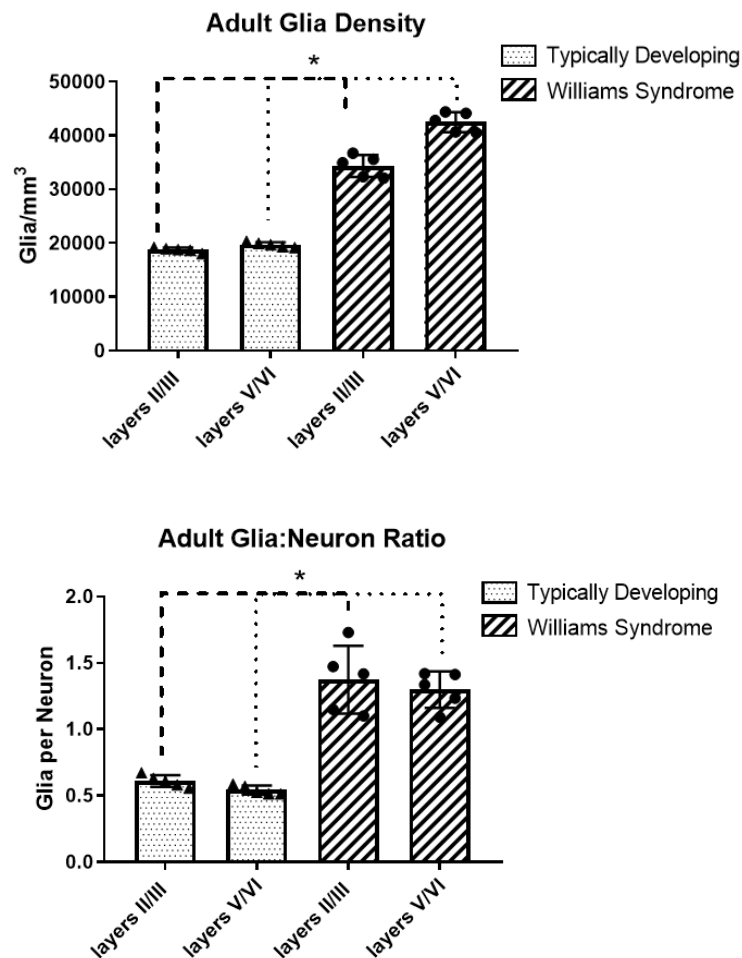 Adult Glia Density
Typically Developing
Williams Syndrome
*
50000
40000
30000
20000
10000
0
Glia/mm³
layers II/III
layers V/VI
layers II/III
layers V/VI
Adult Glia:Neuron Ratio
Typically Developing
Williams Syndrome
*
2.0
1.5
1.0
0.5
0.0
Glia per Neuron
layers II/III
layers V/VI
layers II/III
layers V/VI